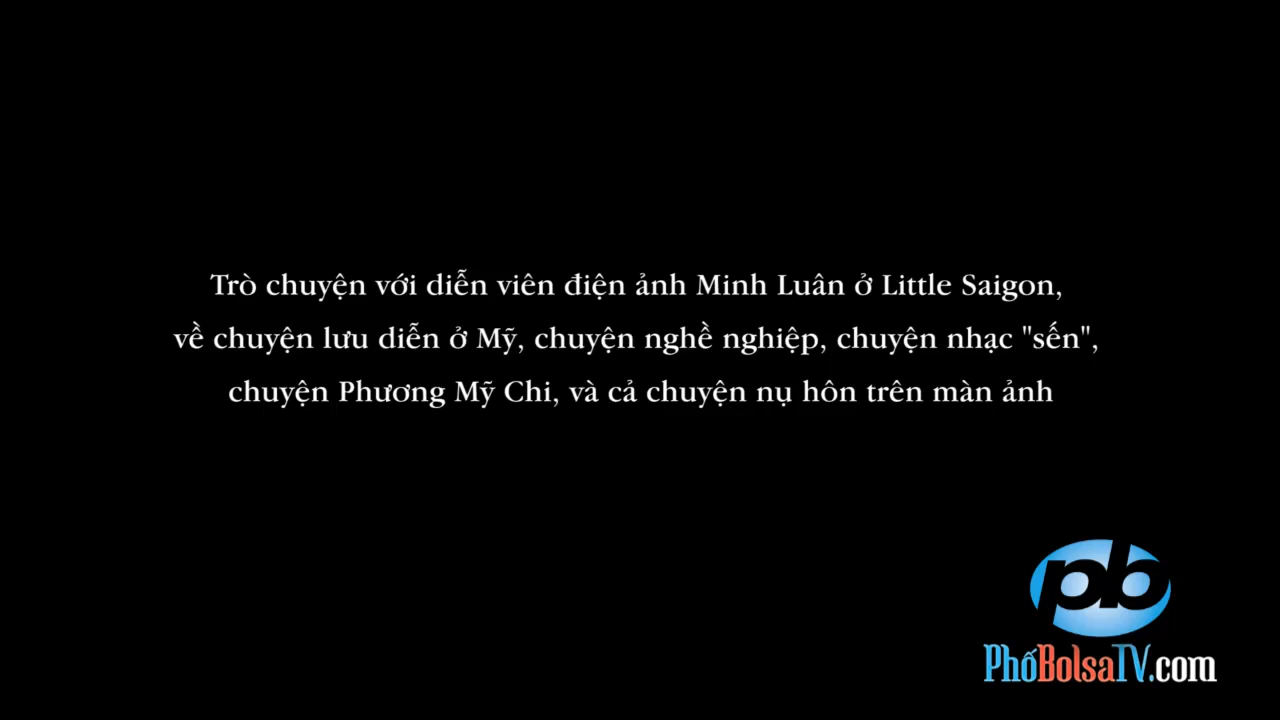 Trò chuyện với diễn viên điện ảnh Minh Luân ở Little Saigon,
về chuyện lưu diễn ở Mỹ, chuyện nghề nghiệp, chuyện nhạc "sến",
chuyện Phương Mỹ Chi, và cả chuyện nụ hôn trên màn ảnh
pb
PhốBolsaTV.com